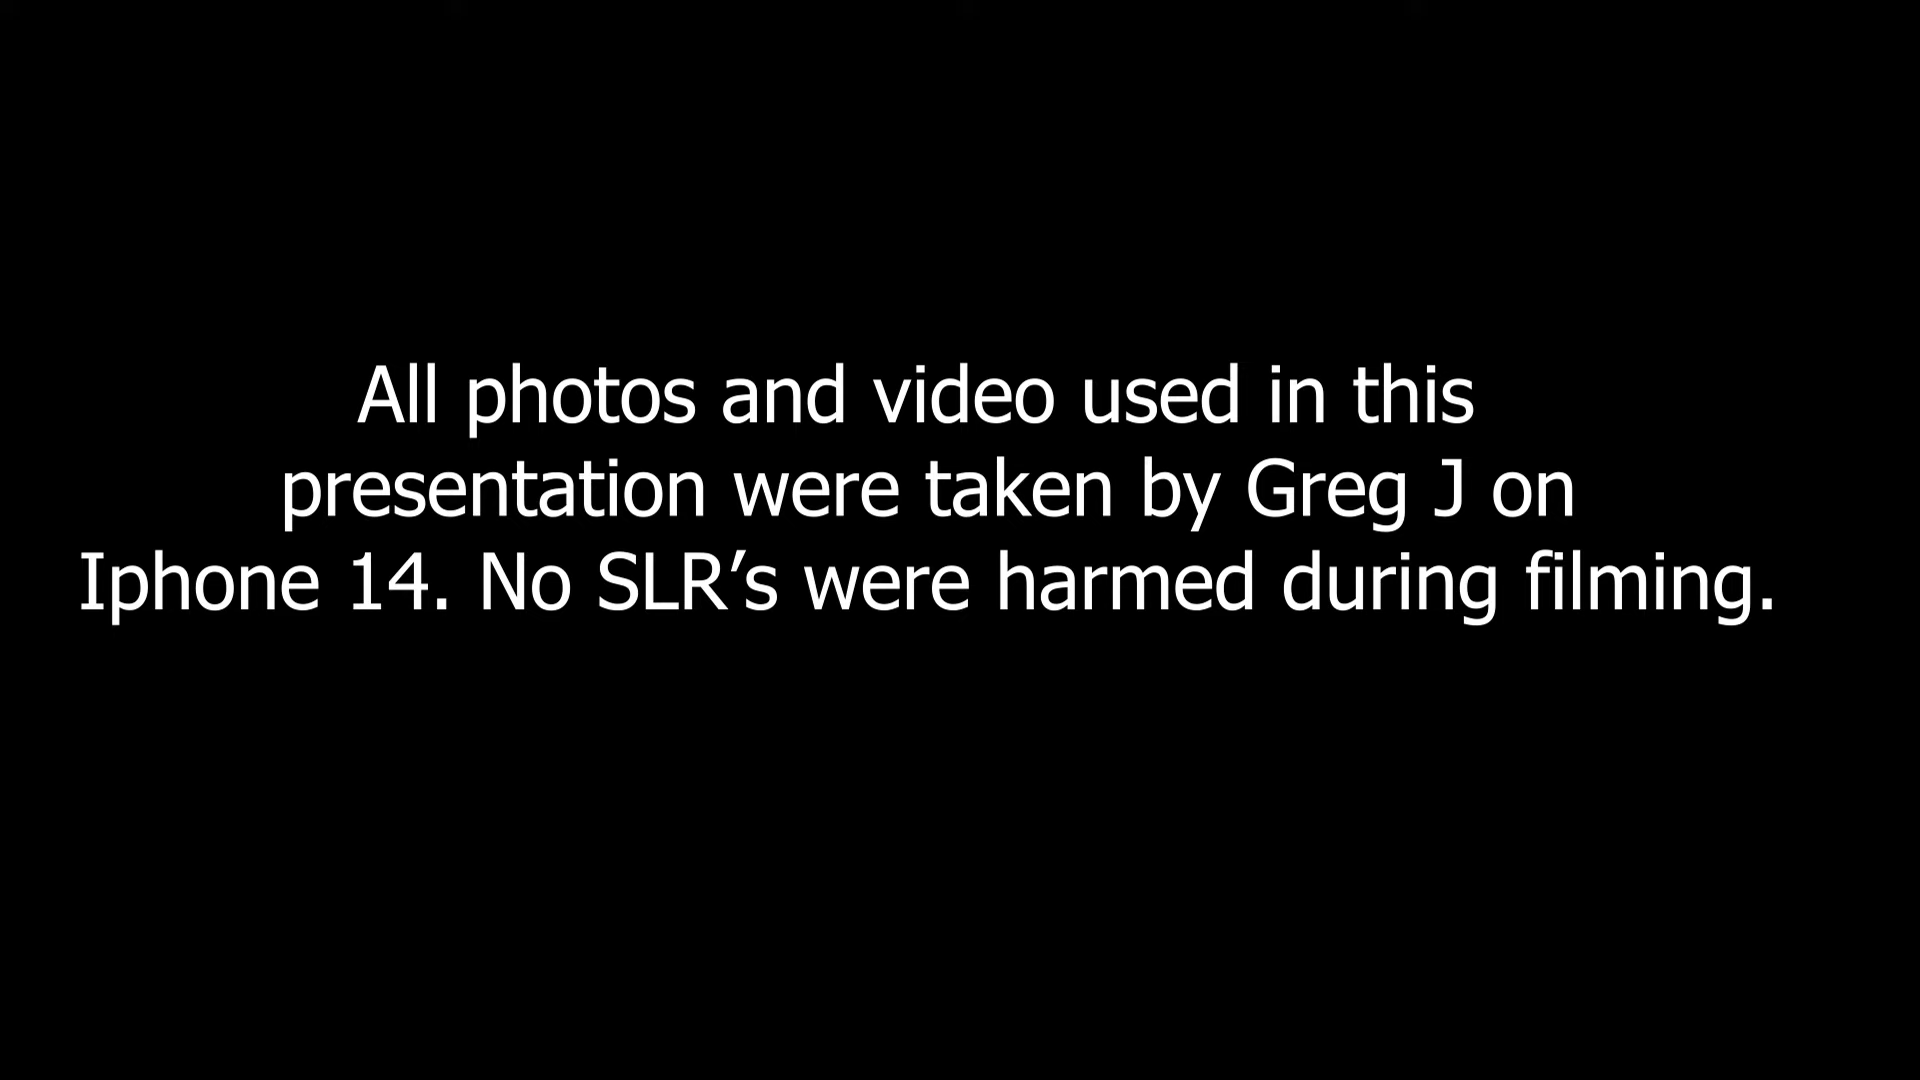 All photos and video used in this
presentation were taken by Greg J on
Iphone 14. No SLR’s were harmed during filming.